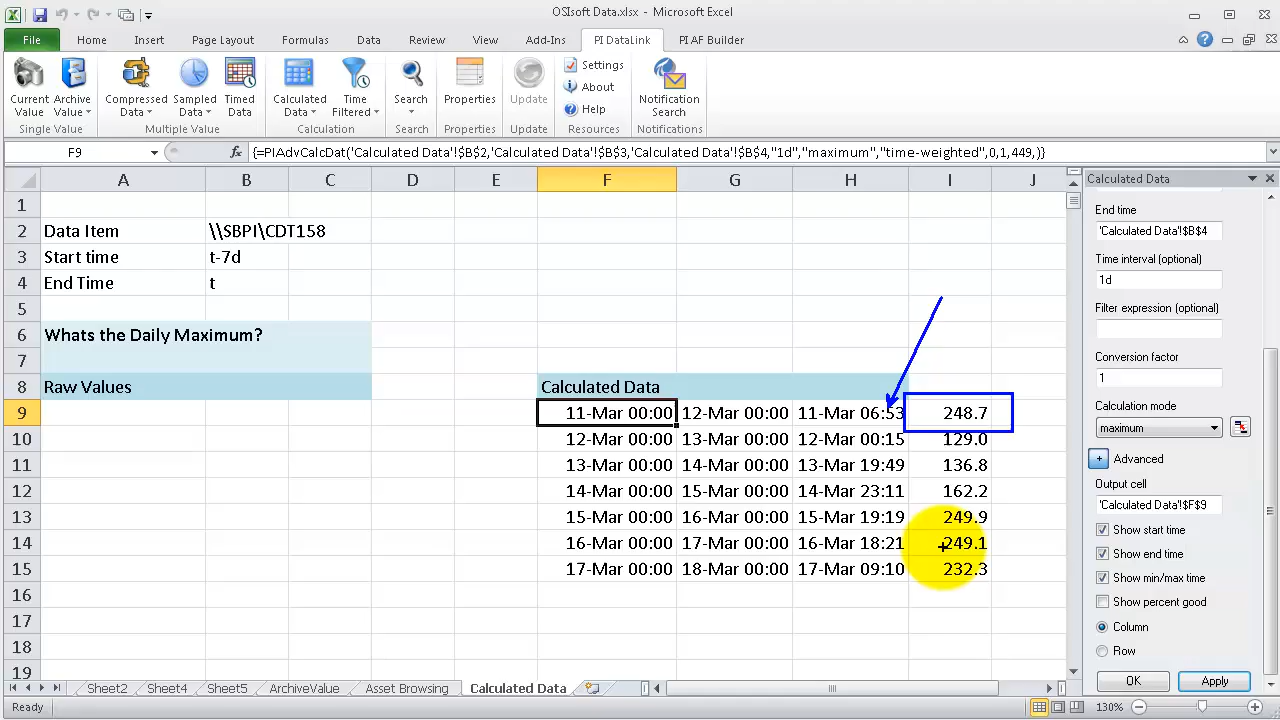 OSIsoft Data.xlsx - Microsoft Excel
File Home Insert Page Layout Formulas Data Review View Add-Ins PI DataLink PI AF Builder
Current Value Archive Value Compressed Data Sampled Data Timed Data Calculated Data Time Filtered Search Properties Update Settings About Help Notification Search
Single Value Multiple Value Calculation Search Properties Update Resources Notifications
F9 fx {=PIAdvCalcDat('Calculated Data'!$B$2,'Calculated Data'!$B$3,'Calculated Data'!$B$4,"1d","maximum","time-weighted",0,1,449,)}
A B C D E F G H I J
1
2 Data Item \\SBPI\CDT158
3 Start time t-7d
4 End Time t
5
6 Whats the Daily Maximum?
7
8 Raw Values Calculated Data
9 11-Mar 00:00 12-Mar 00:00 11-Mar 06:53 248.7
10 12-Mar 00:00 13-Mar 00:00 12-Mar 00:15 129.0
11 13-Mar 00:00 14-Mar 00:00 13-Mar 19:49 136.8
12 14-Mar 00:00 15-Mar 00:00 14-Mar 23:11 162.2
13 15-Mar 00:00 16-Mar 00:00 15-Mar 19:19 249.9
14 16-Mar 00:00 17-Mar 00:00 16-Mar 18:21 249.1
15 17-Mar 00:00 18-Mar 00:00 17-Mar 09:10 232.3
16
17
18
19
Calculated Data
End time
'Calculated Data'!$B$4
Time interval (optional)
1d
Filter expression (optional)
Conversion factor
1
Calculation mode
maximum
+ Advanced
Output cell
'Calculated Data'!$F$9
Show start time
Show end time
Show min/max time
Show percent good
Column
Row
OK Apply
Sheet2 Sheet4 Sheet5 ArchiveValue Asset Browsing Calculated Data
Ready 130%